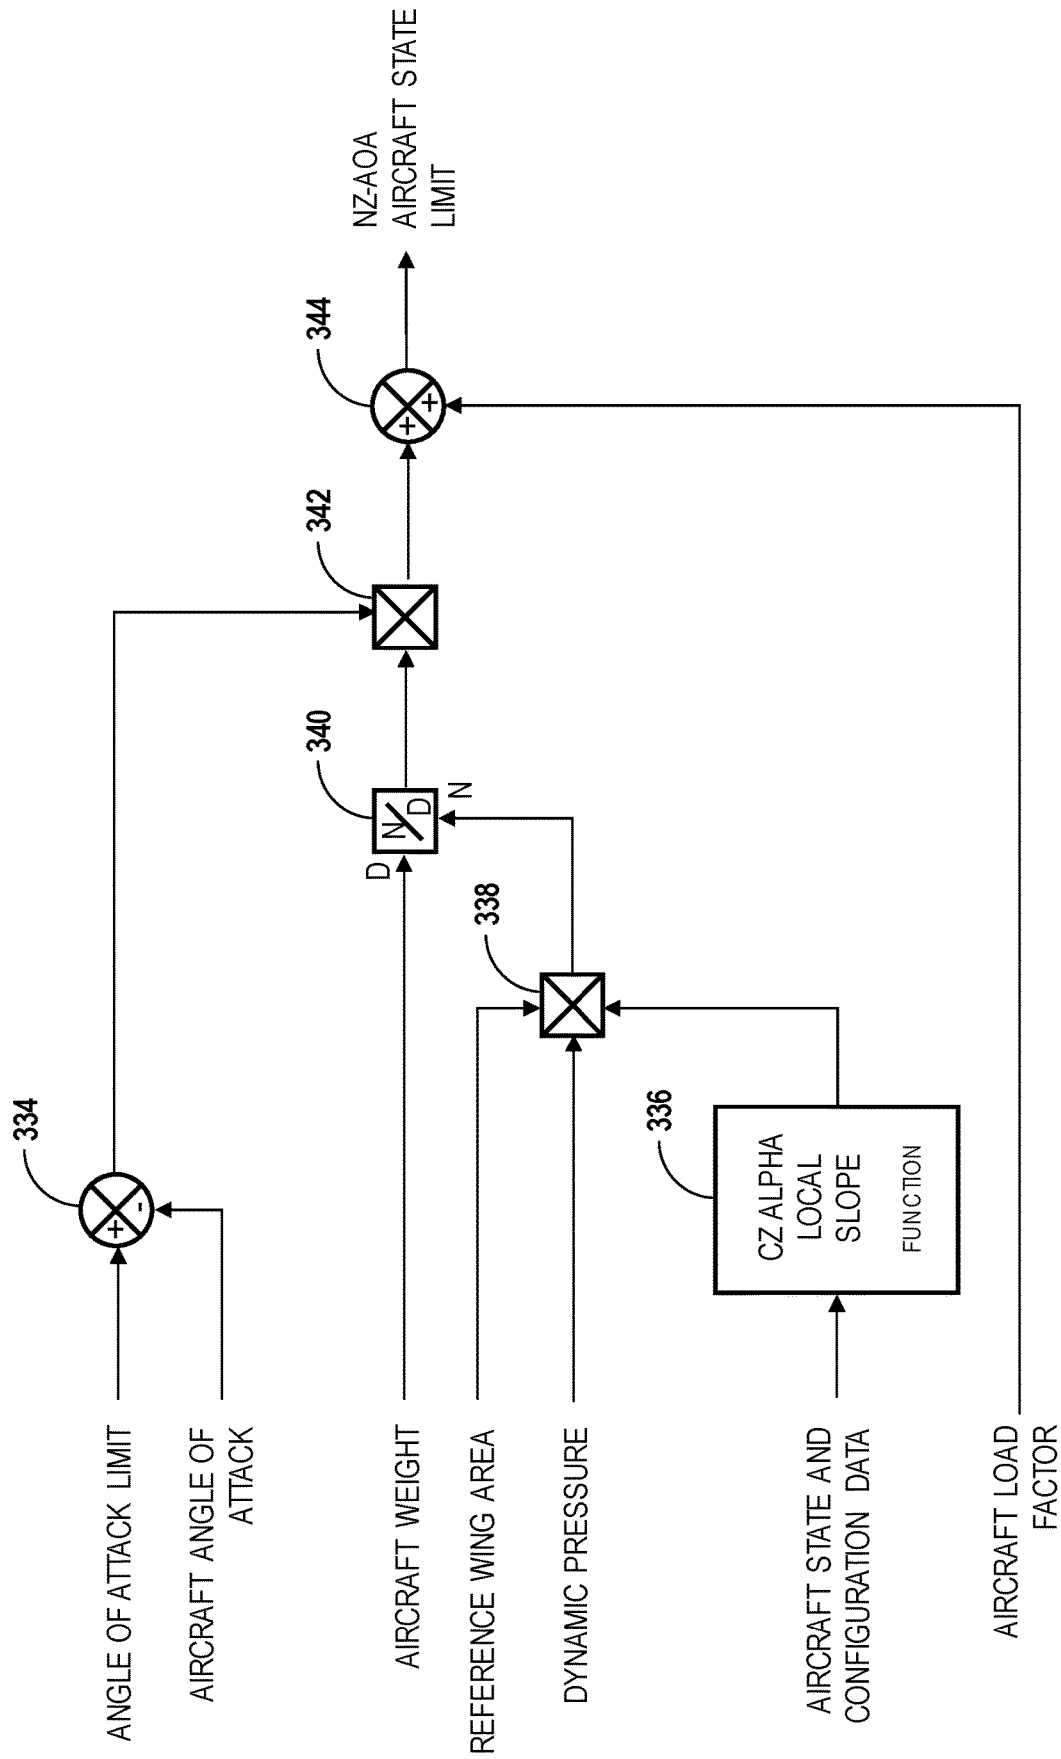 ANGLE OF ATTACK LIMIT
AIRCRAFT ANGLE OF
ATTACK
334
+
-
AIRCRAFT WEIGHT
REFERENCE WING AREA
DYNAMIC PRESSURE
AIRCRAFT STATE AND
CONFIGURATION DATA
336
CZ ALPHA
LOCAL
SLOPE
FUNCTION
338
340
D
N/D
N
342
344
+
+
NZ-AOA
AIRCRAFT STATE
LIMIT
AIRCRAFT LOAD
FACTOR